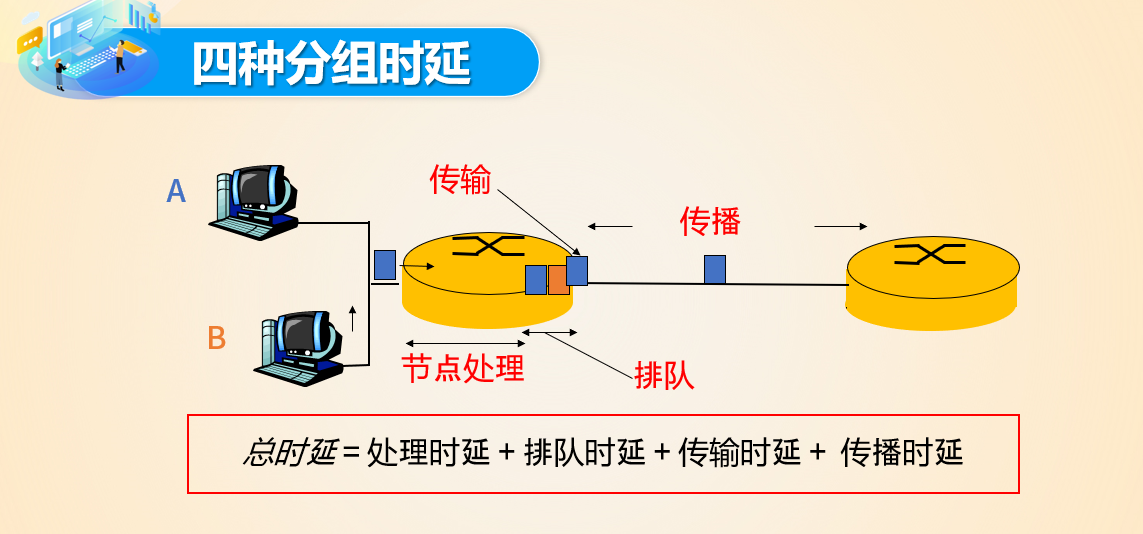 四种分组时延
A
传输
传播
B
节点处理
排队
总时延 = 处理时延 + 排队时延 + 传输时延 + 传播时延